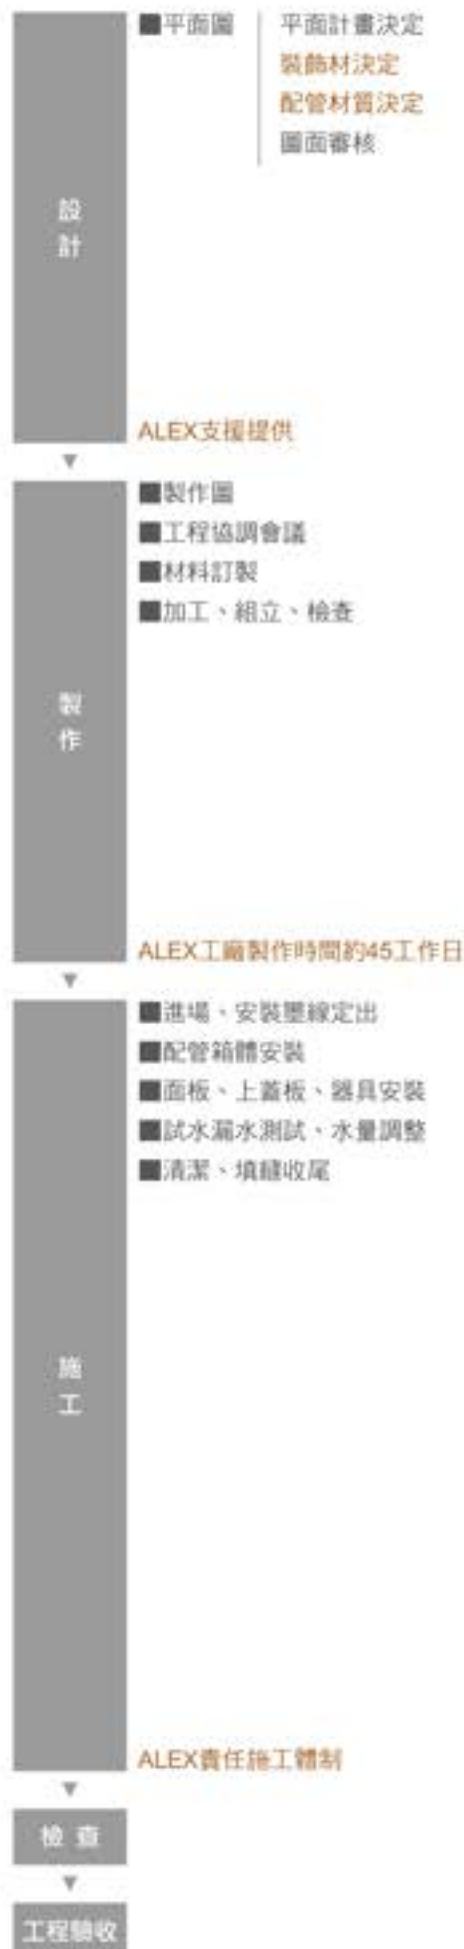 ■平面圖 平面計畫決定
裝飾材決定
配管材質決定
圖面審核
設計
ALEX支援提供
▼
■製作圖
■工程協調會議
■材料訂製
■加工、組立、檢查
製作
ALEX工廠製作時間約45工作日
▼
■進場、安裝墨線定出
■配管箱體安裝
■面板、上蓋板、器具安裝
■試水漏水測試、水量調整
■清潔、填縫收尾
施工
ALEX責任施工體制
▼
檢查
▼
工程驗收